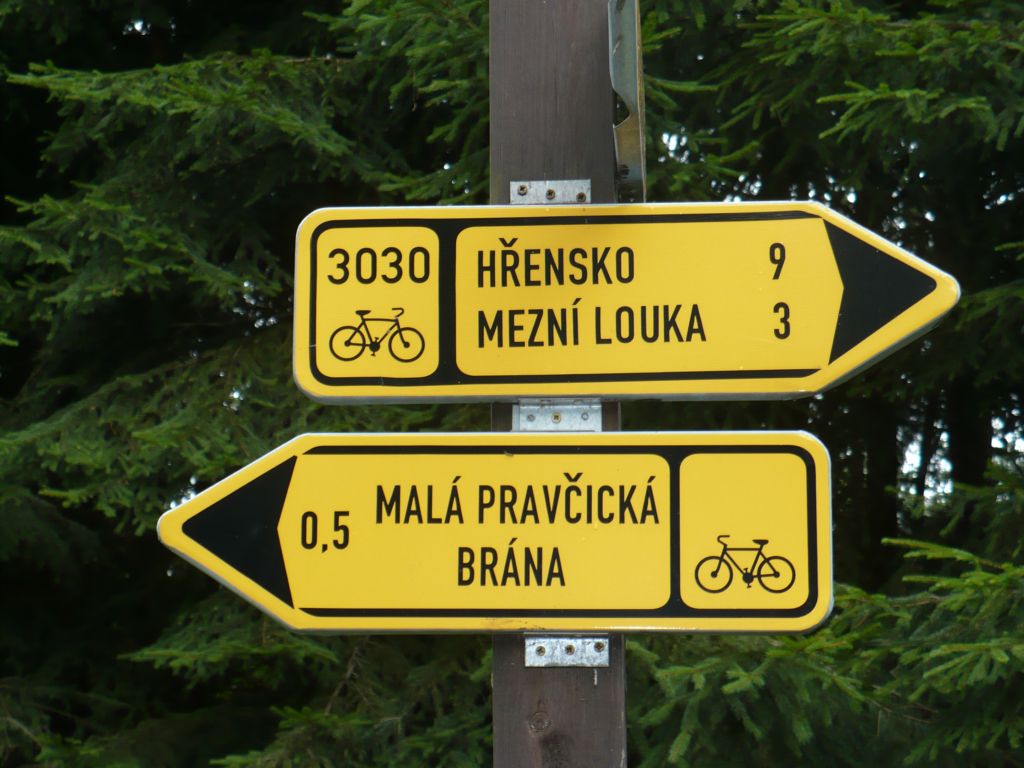 3030
HŘENSKO 9
MEZNÍ LOUKA 3
0,5
MALÁ PRAVČICKÁ
BRÁNA